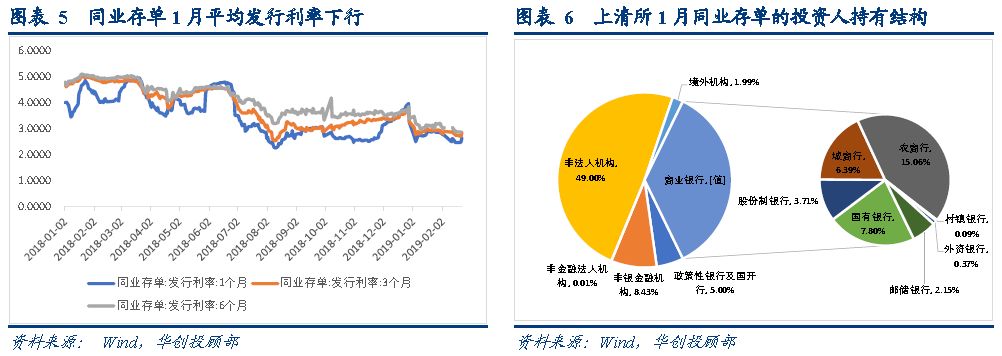 图表 5 同业存单1月平均发行利率下行
6.0000
5.0000
4.0000
3.0000
2.0000
1.0000
0.0000
2018-01-02
2018-02-02
2018-03-02
2018-04-02
2018-05-02
2018-06-02
2018-07-02
2018-08-02
2018-09-02
2018-10-02
2018-11-02
2018-12-02
2019-01-02
2019-02-02
同业存单:发行利率:1个月
同业存单:发行利率:3个月
同业存单:发行利率:6个月
资料来源: Wind, 华创投顾部
图表 6 上清所1月同业存单的投资人持有结构
境外机构, 1.99%
非法人机构,
49.00%
商业银行, [值]
非金融法人机
构, 0.01%
非银金融机
构, 8.43%
政策性银行及国开
行, 5.00%
城商行,
6.39%
农商行,
15.06%
股份制银行, 3.71%
国有银行,
7.80%
村镇银行,
0.09%
外资银行,
0.37%
邮储银行, 2.15%
资料来源: Wind, 华创投顾部